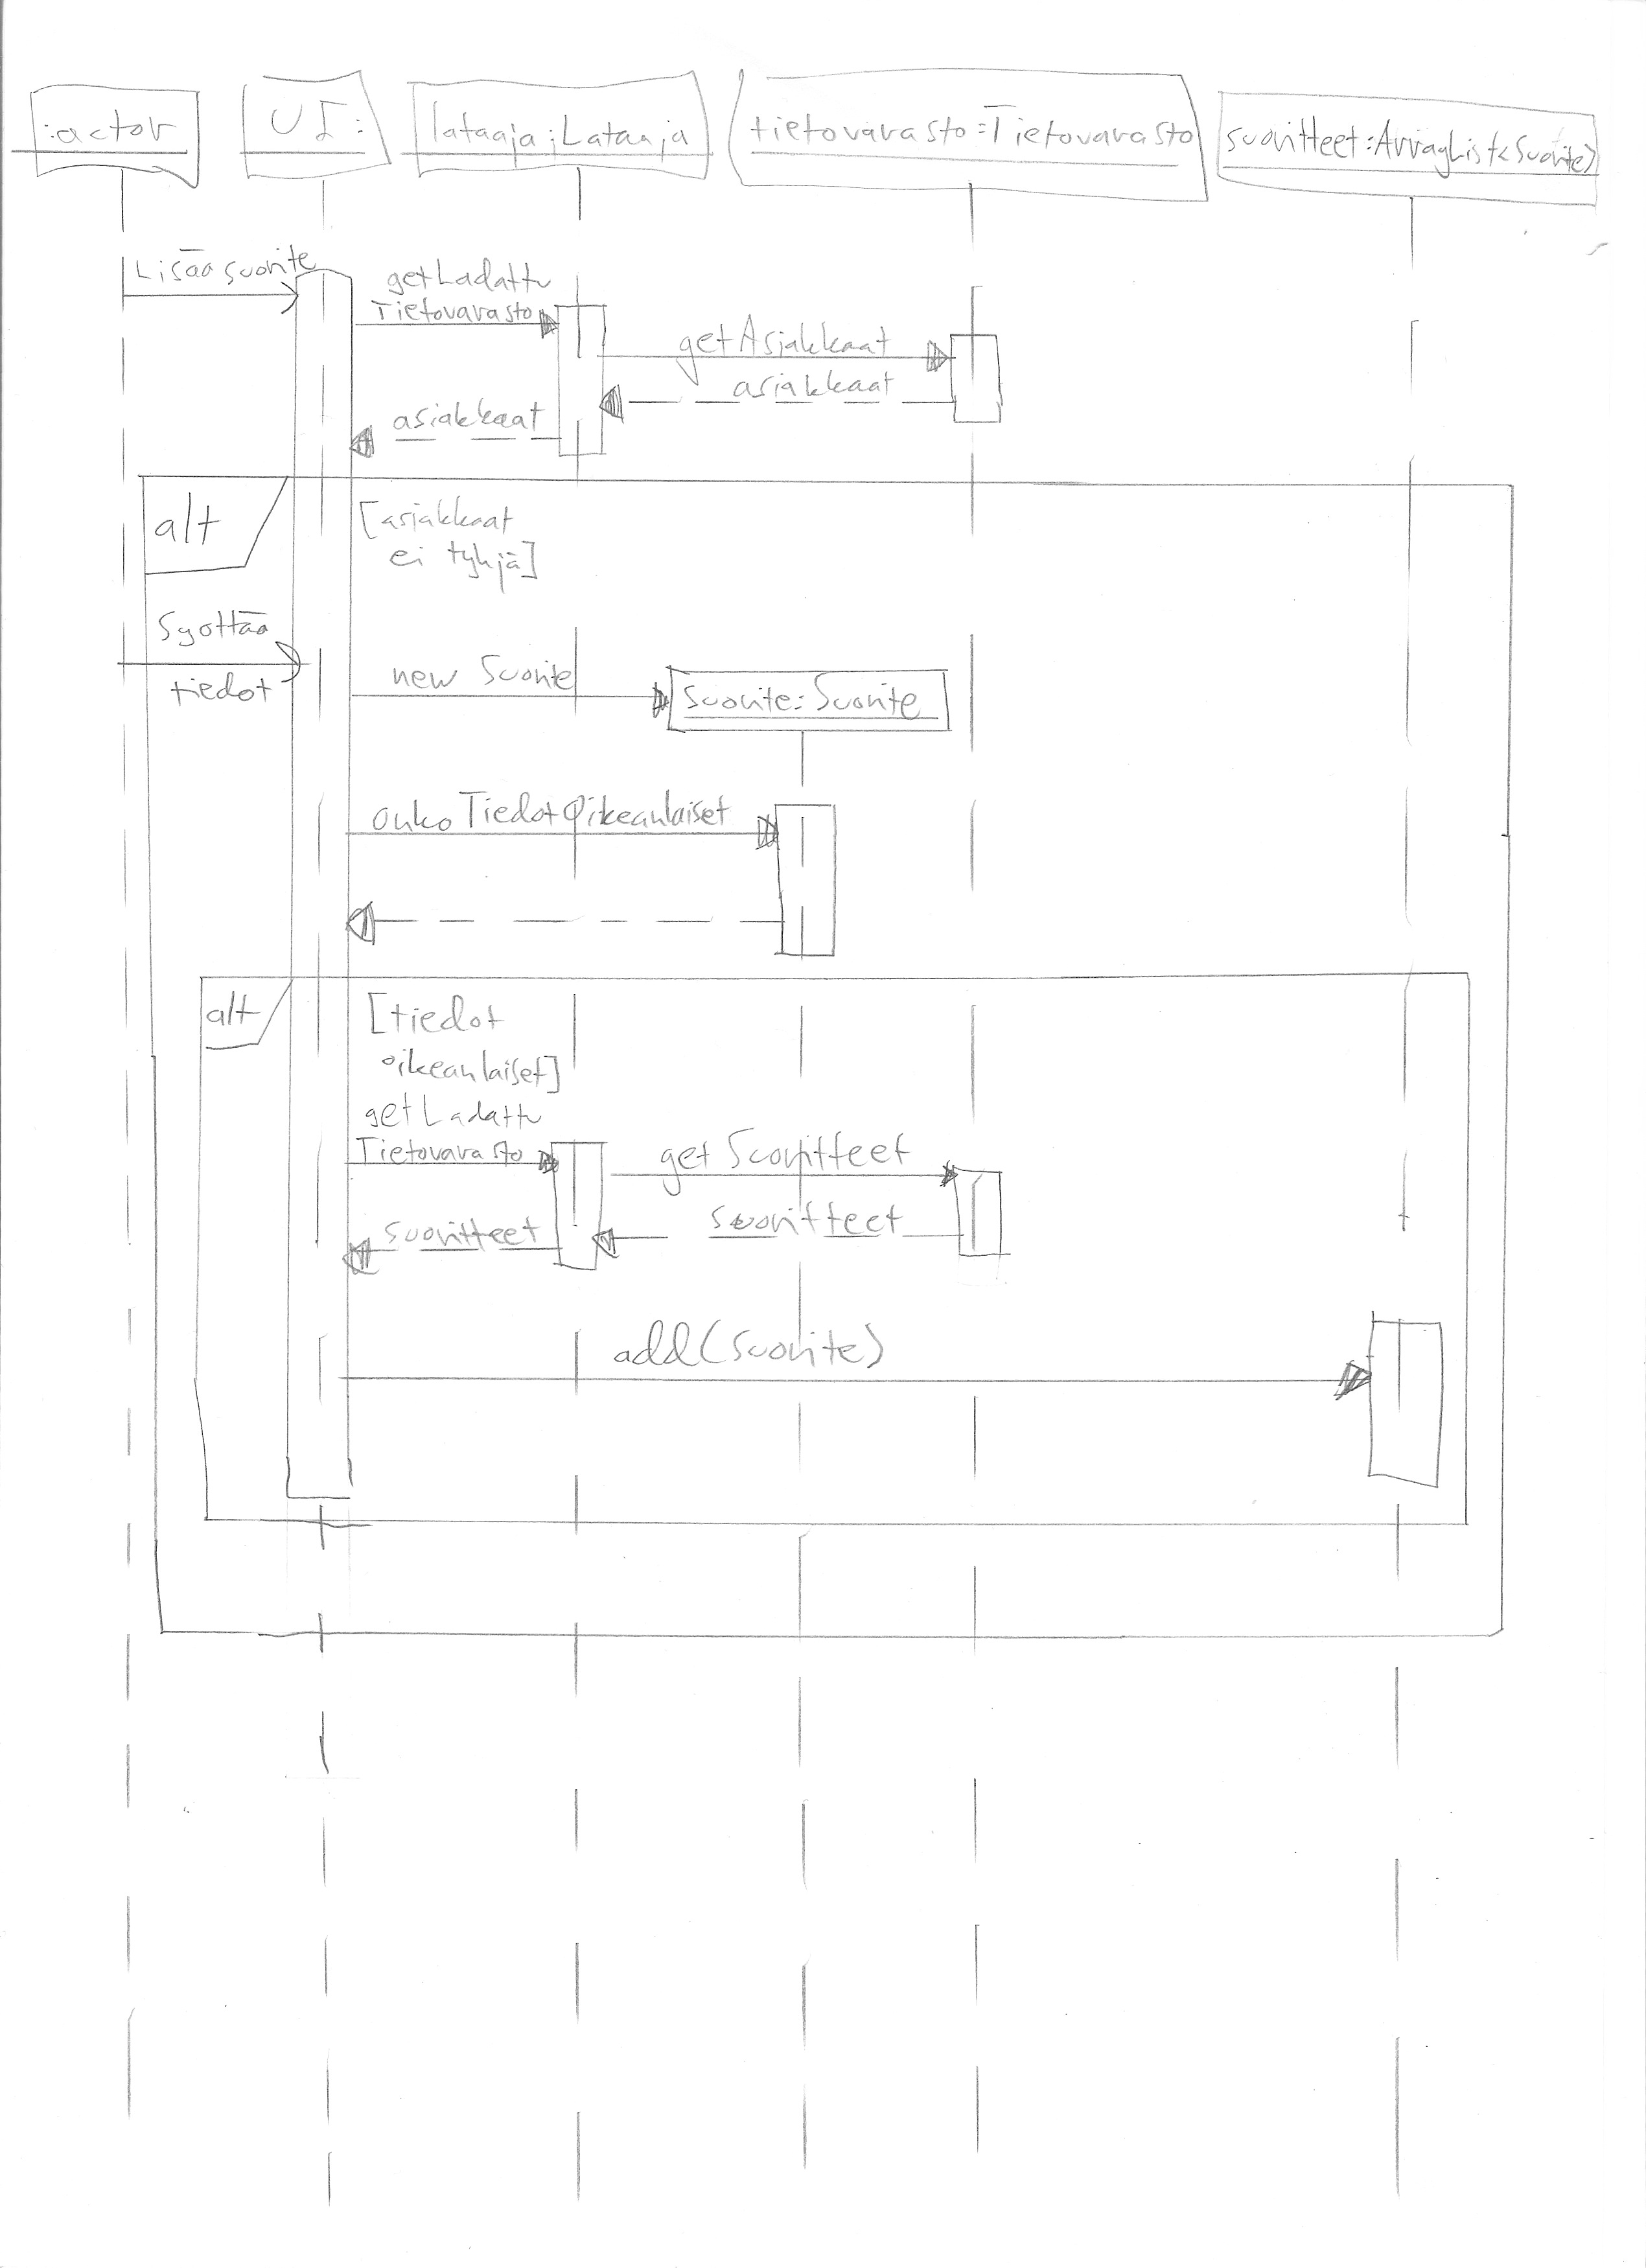 :actor
UI:
lataaja:Lataaja
tietovarasto:Tietovarasto
suoritteet:ArrayList<Suorite>
Lisää suorite
getLadattu
Tietovarasto
getAsiakkaat
asiakkaat
asiakkaat
alt
[asiakkaat
ei tyhjä]
Syöttää
tiedot
new Suorite
suorite:Suorite
onkoTiedotOikeanlaiset
alt
[tiedot
oikeanlaiset]
getLadattu
Tietovarasto
getSuoritteet
suoritteet
suoritteet
add(suorite)